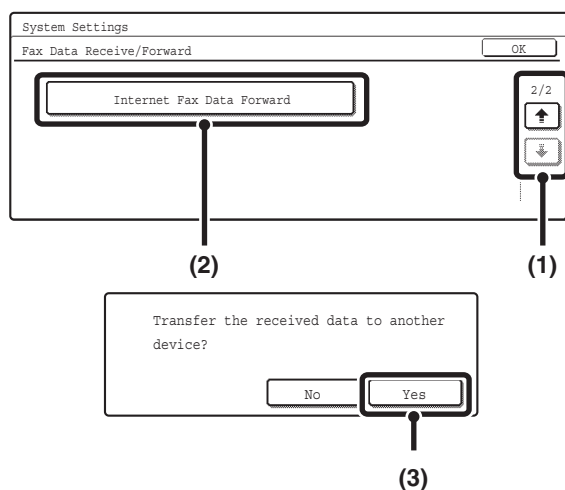 System Settings
Fax Data Receive/Forward
OK
Internet Fax Data Forward
2/2
(2)
(1)
Transfer the received data to another
device?
No
Yes
(3)